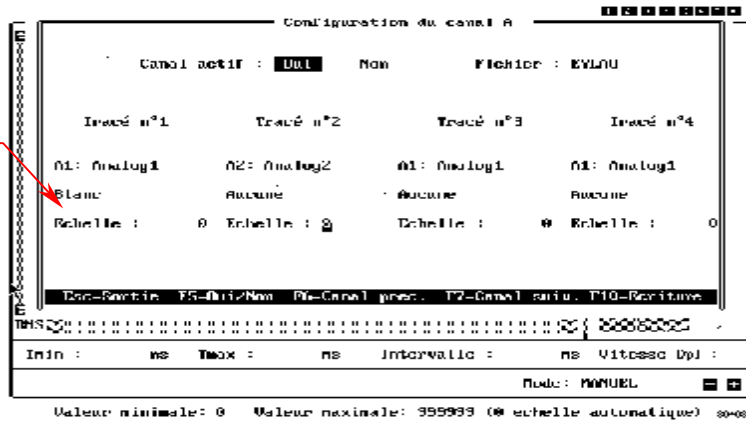 Configuration du canal A
Canal actif : Oui Non Fichier : EYLAU
Tracé n°1 Tracé n°2 Tracé n°3 Tracé n°4
A1: Analog1 A2: Analog2 A1: Analog1 A1: Analog1
Blanc Aucune Aucune Aucune
Echelle : 0 Echelle : 0 Echelle : 0 Echelle : 0
Esc-Sortie F5-Oui/Non F6-Canal prec. F7-Canal suiv. F10-Ecriture
Tmin : ms Tmax : ms Intervalle : ms Vitesse Dpl :
Mode: MANUEL
Valeur minimale: 0 Valeur maximale: 999999 (0 echelle automatique)